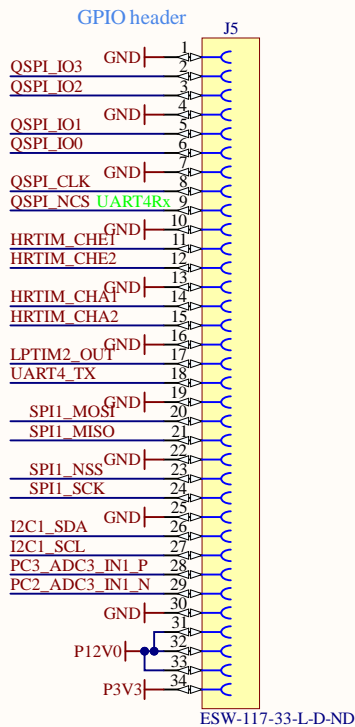 GPIO header
J5
GND 1
QSPI_IO3 2
QSPI_IO2 3
GND 4
QSPI_IO1 5
QSPI_IO0 6
GND 7
QSPI_CLK 8
QSPI_NCS UART4Rx 9
GND 10
HRTIM_CHE1 11
HRTIM_CHE2 12
GND 13
HRTIM_CHA1 14
HRTIM_CHA2 15
GND 16
LPTIM2_OUT 17
UART4_TX 18
GND 19
SPI1_MOSI 20
SPI1_MISO 21
GND 22
SPI1_NSS 23
SPI1_SCK 24
GND 25
I2C1_SDA 26
I2C1_SCL 27
PC3_ADC3_IN1_P 28
PC2_ADC3_IN1_N 29
GND 30
31
P12V0 32
33
P3V3 34
ESW-117-33-L-D-ND